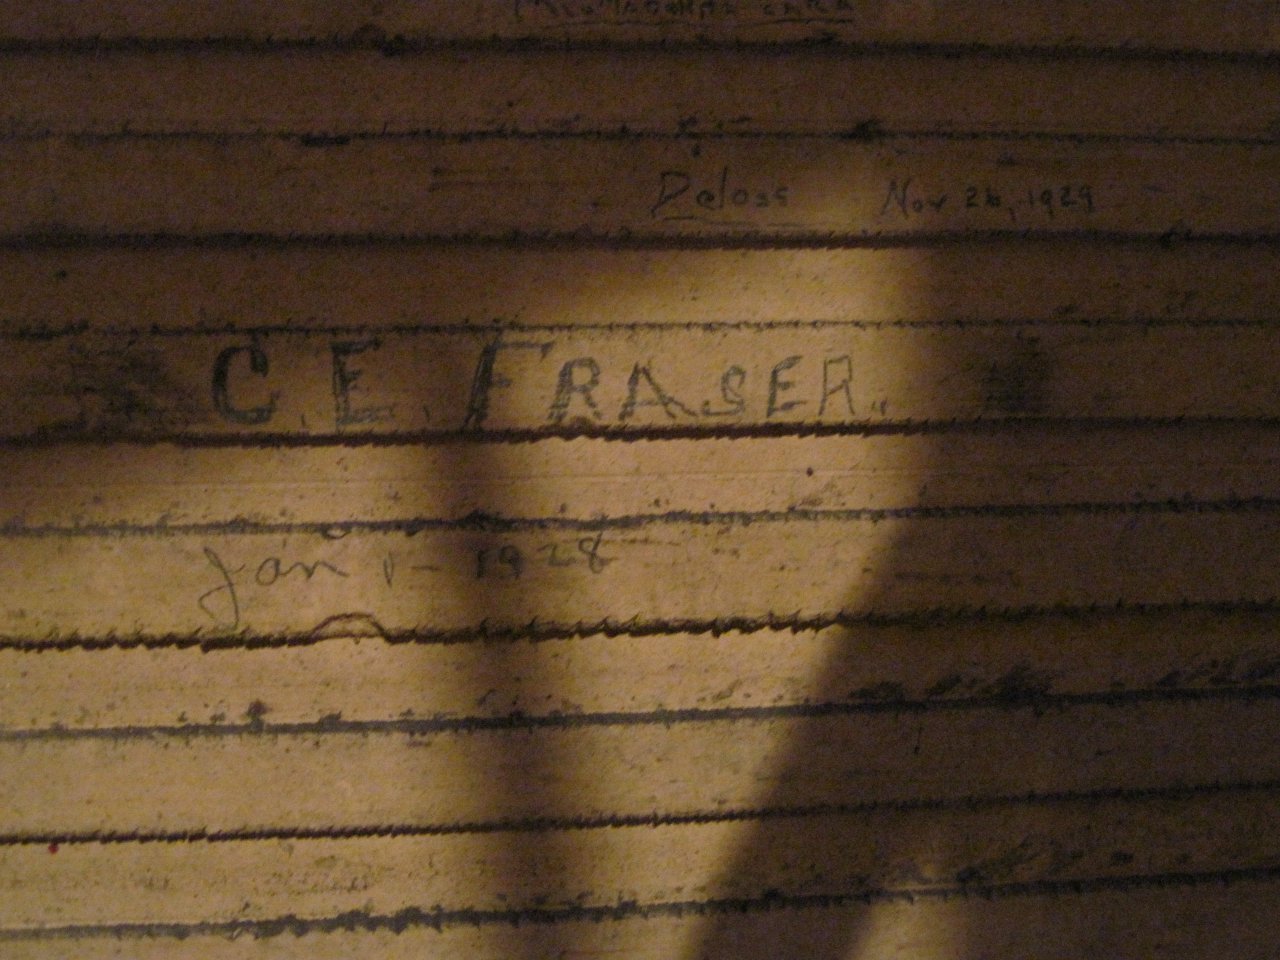 Deloss Nov 26, 1929
C. E. FRASER.
Jan 1 - 1928